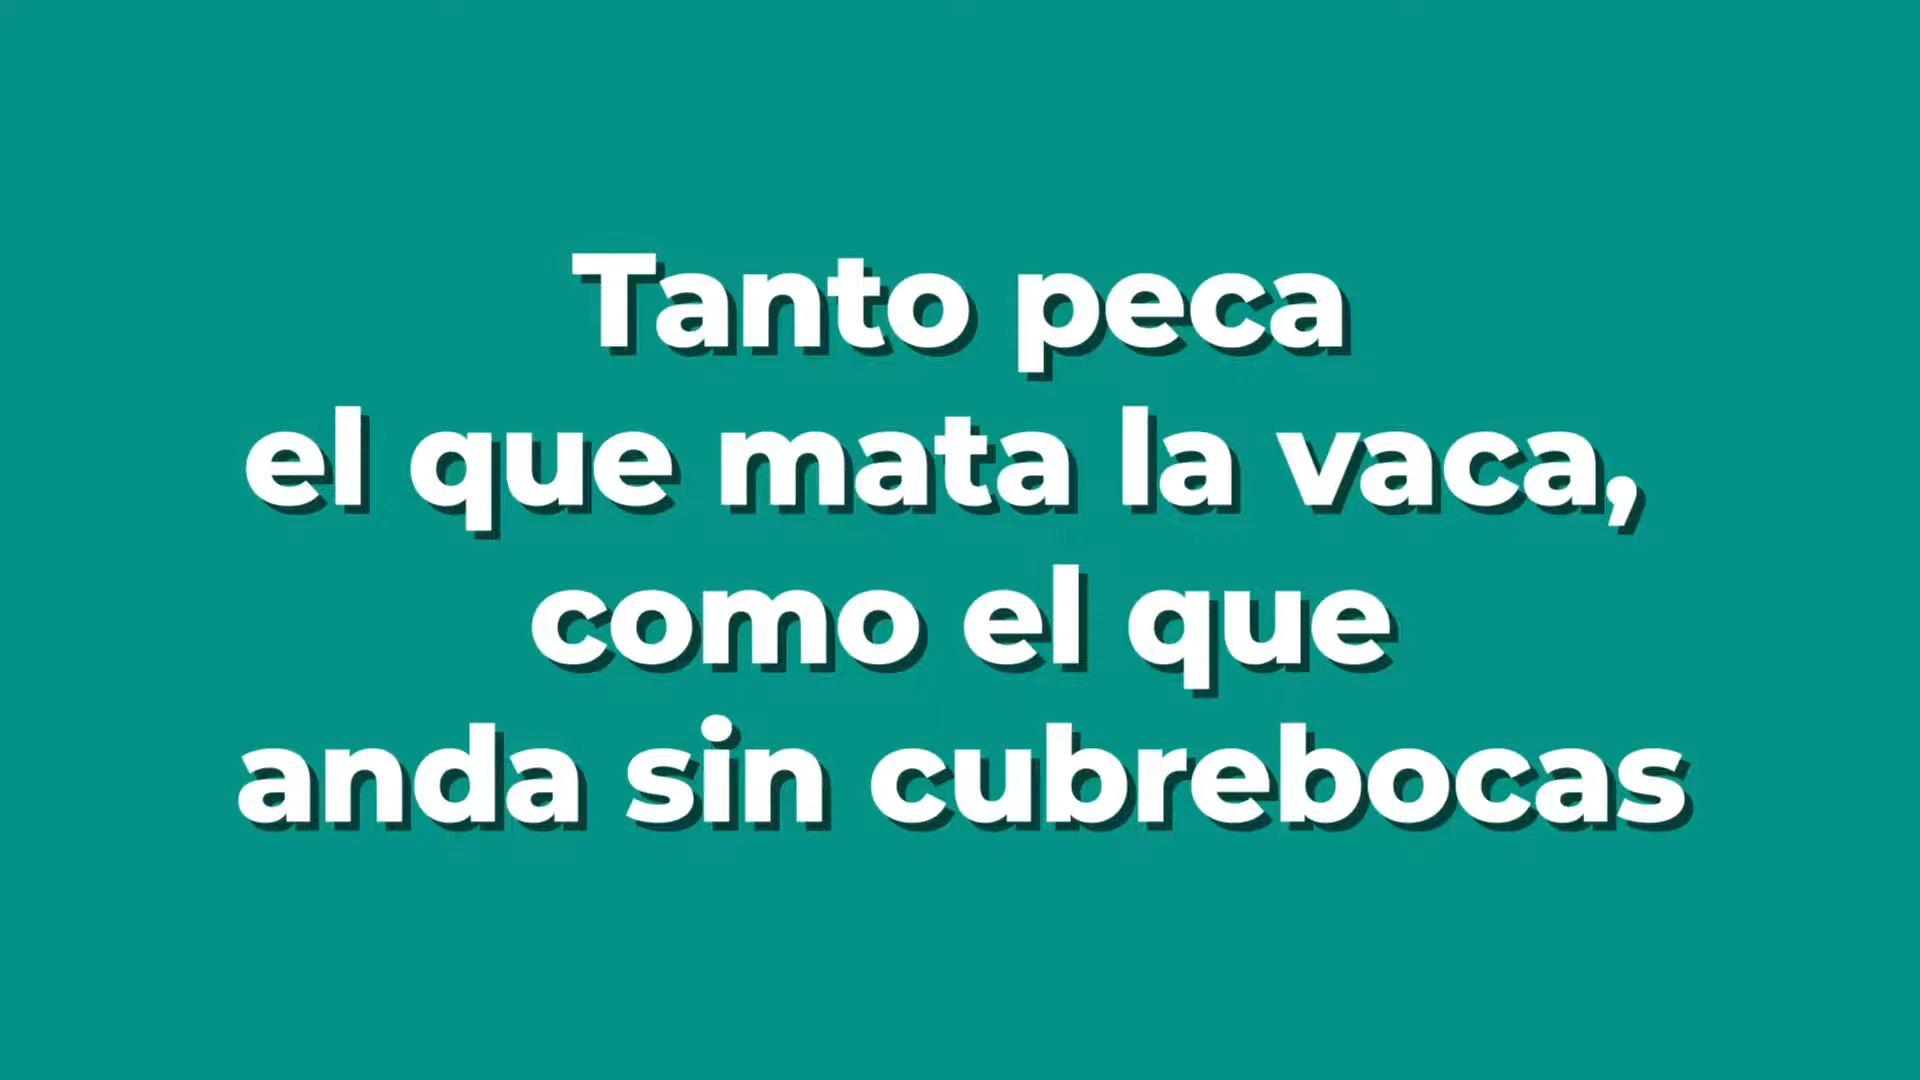 Tanto peca
el que mata la vaca,
como el que
anda sin cubrebocas